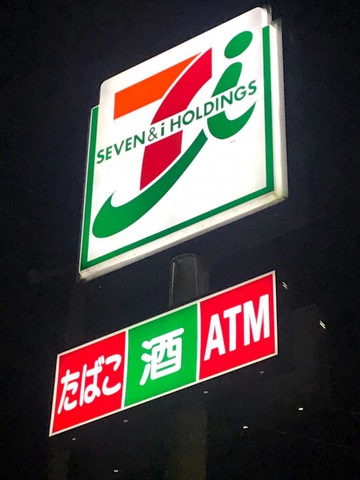 SEVEN & i HOLDINGS
たばこ 酒 ATM